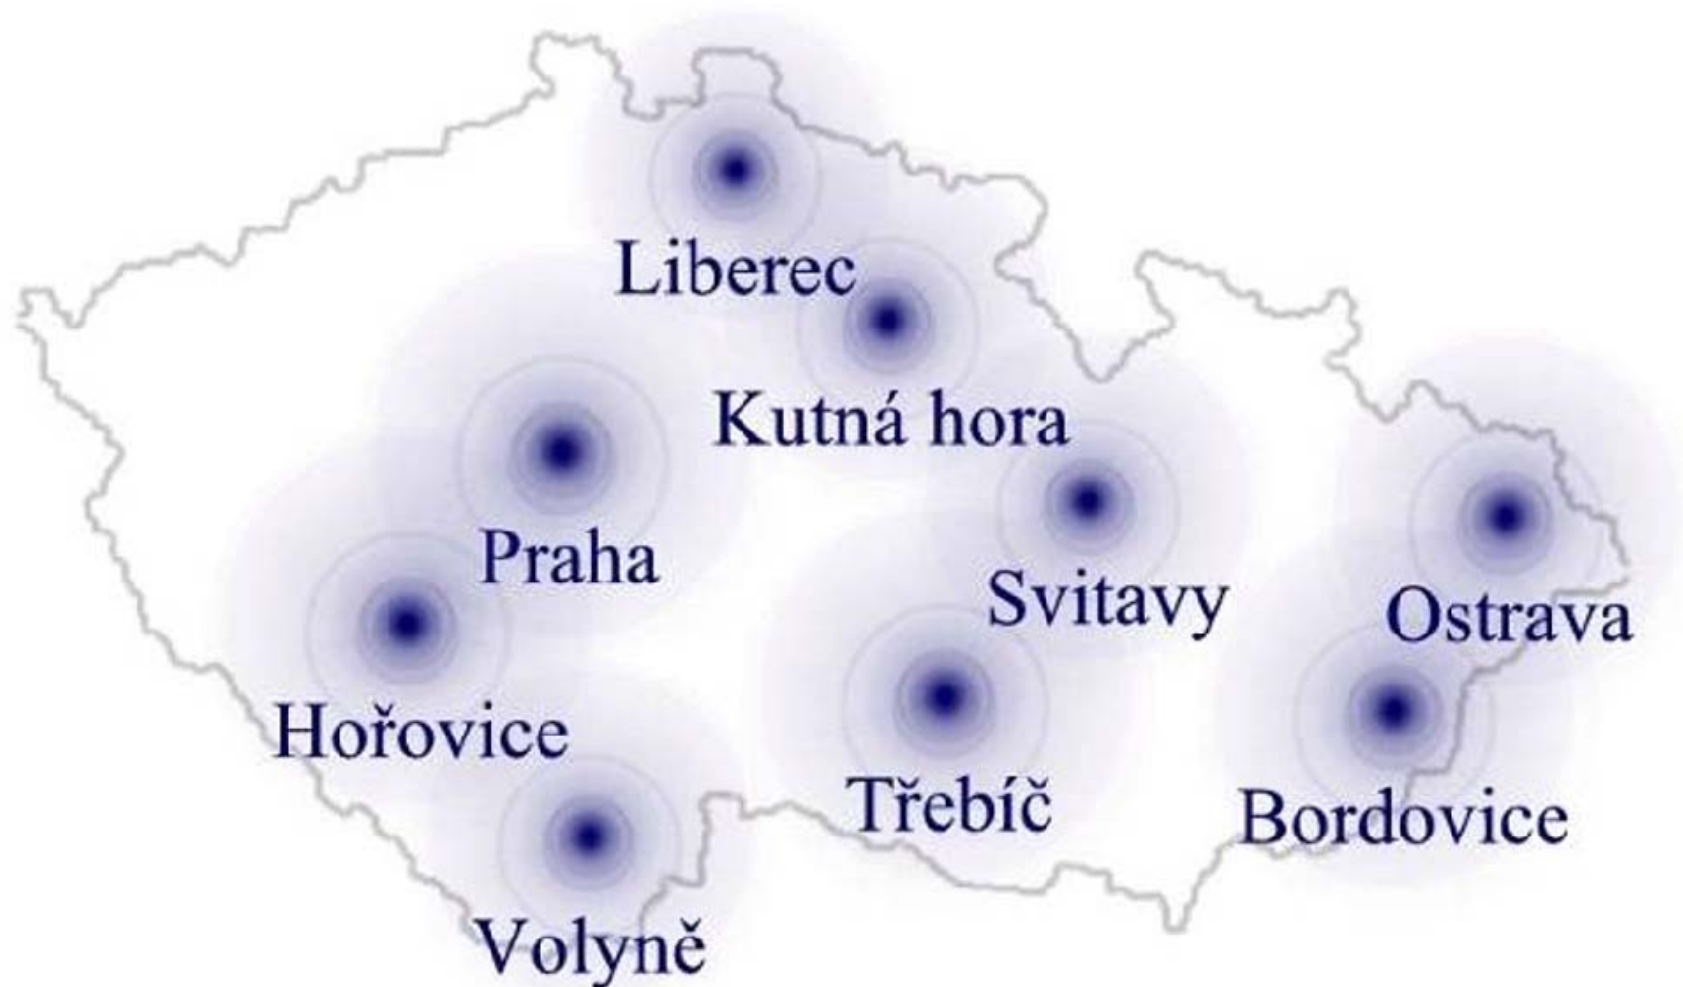 Liberec
Kutná hora
Praha
Svitavy
Ostrava
Hořovice
Třebíč
Bordovice
Volyně